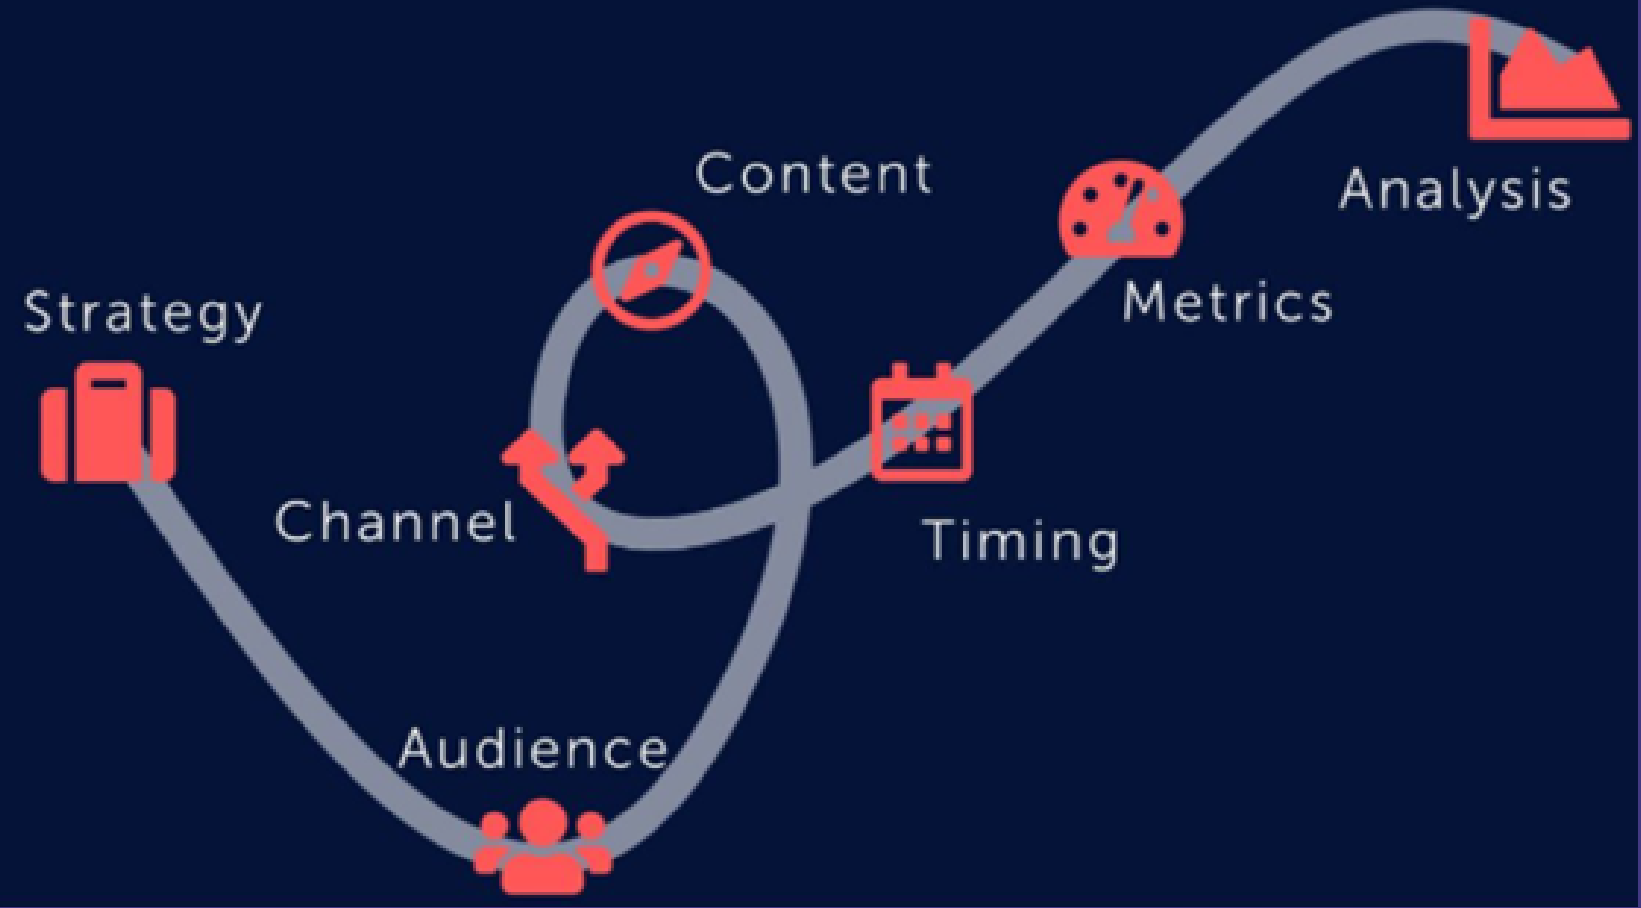 Content
Analysis
Strategy
Metrics
Channel
Timing
Audience